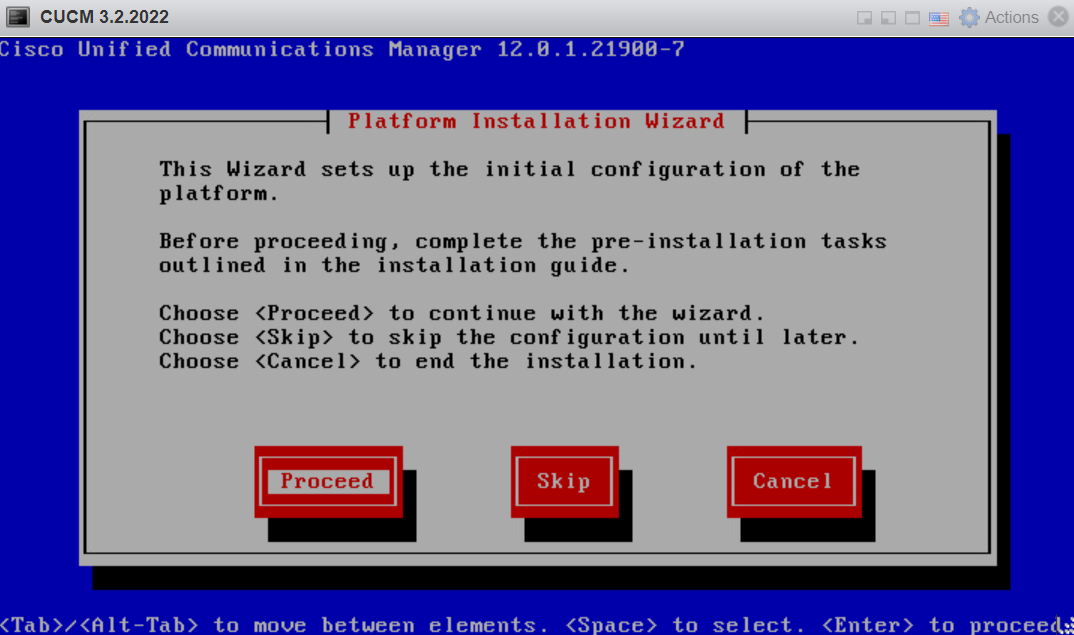 CUCM 3.2.2022
Actions
Cisco Unified Communications Manager 12.0.1.21900-7
Platform Installation Wizard
This Wizard sets up the initial configuration of the
platform.
Before proceeding, complete the pre-installation tasks
outlined in the installation guide.
Choose <Proceed> to continue with the wizard.
Choose <Skip> to skip the configuration until later.
Choose <Cancel> to end the installation.
Proceed
Skip
Cancel
<Tab>/<Alt-Tab> to move between elements. <Space> to select. <Enter> to proceed.